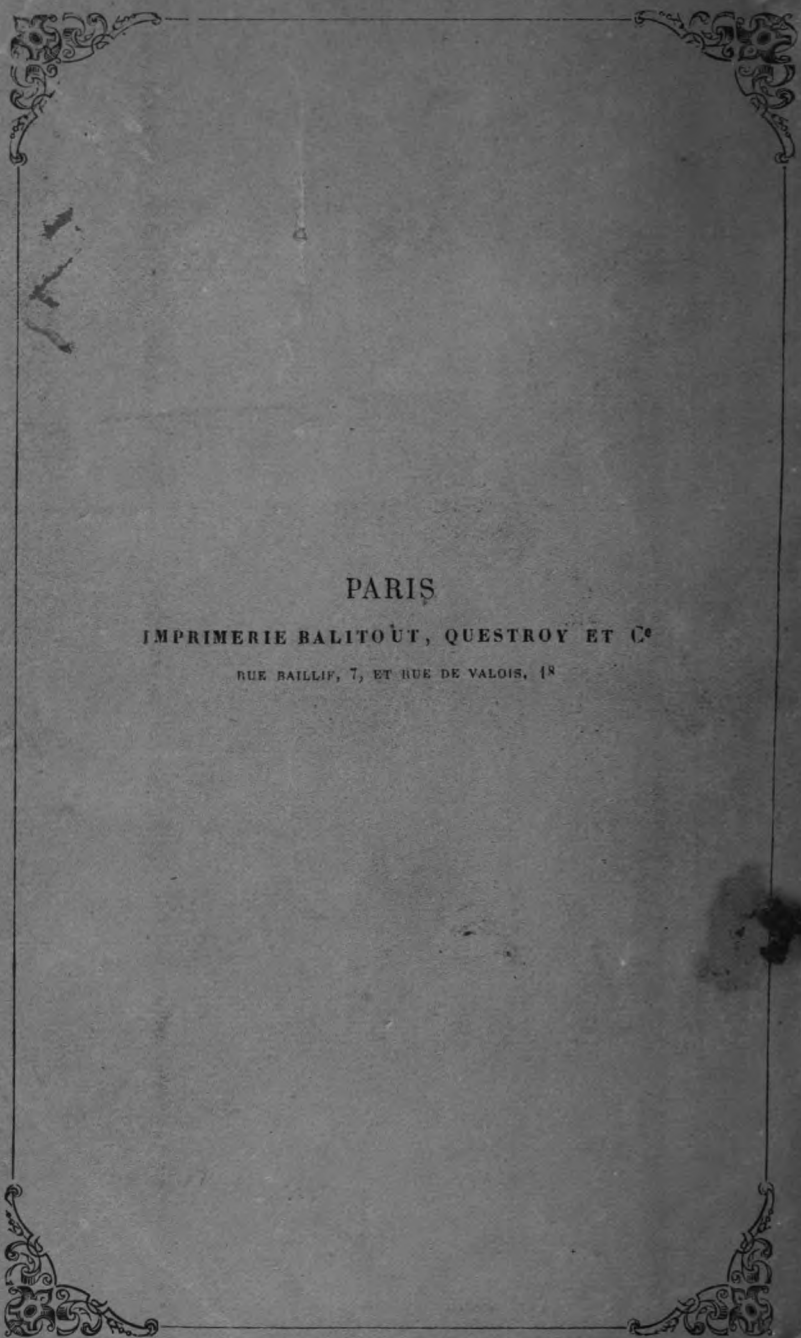 PARIS
IMPRIMERIE BALITOUT, QUESTROY ET Cᵉ
RUE BAILLIF, 7, ET RUE DE VALOIS, 18